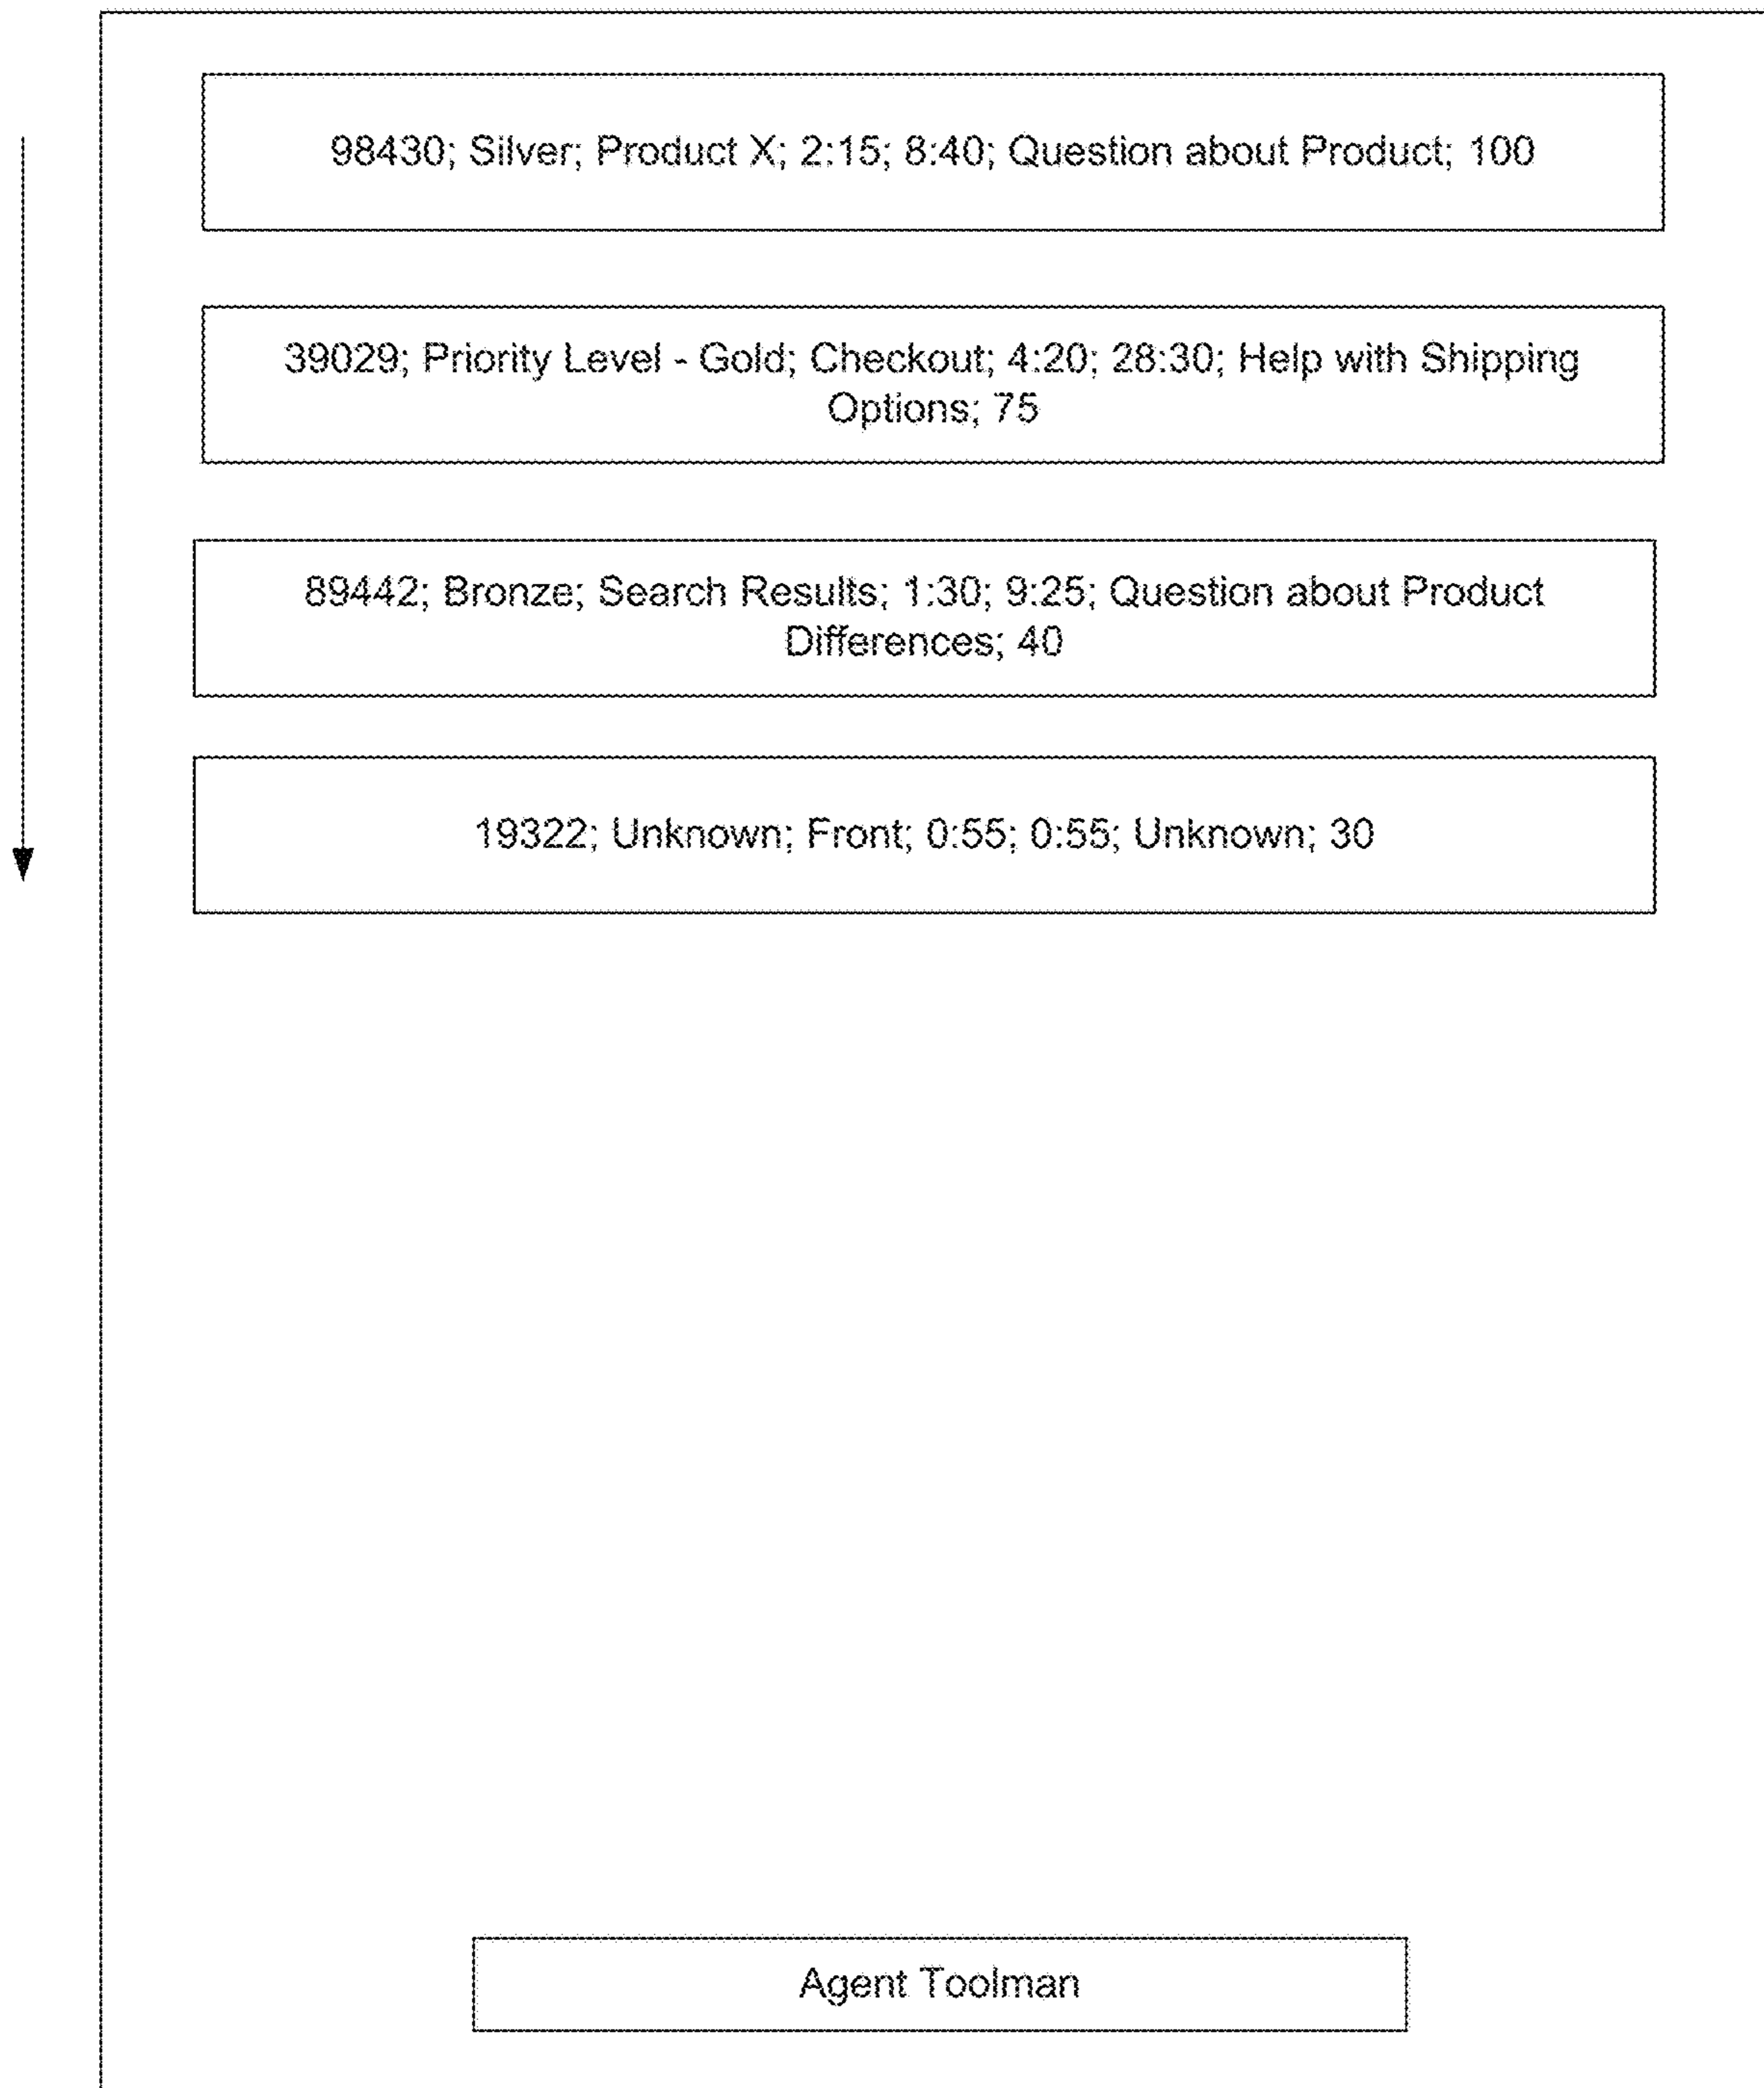 98430; Silver; Product X; 2:15; 8:40; Question about Product; 100
39029; Priority Level - Gold; Checkout; 4:20; 28:30; Help with Shipping
Options; 75
89442; Bronze; Search Results; 1:30; 9:25; Question about Product
Differences; 40
19322; Unknown; Front; 0:55; 0:55; Unknown; 30
Agent Toolman